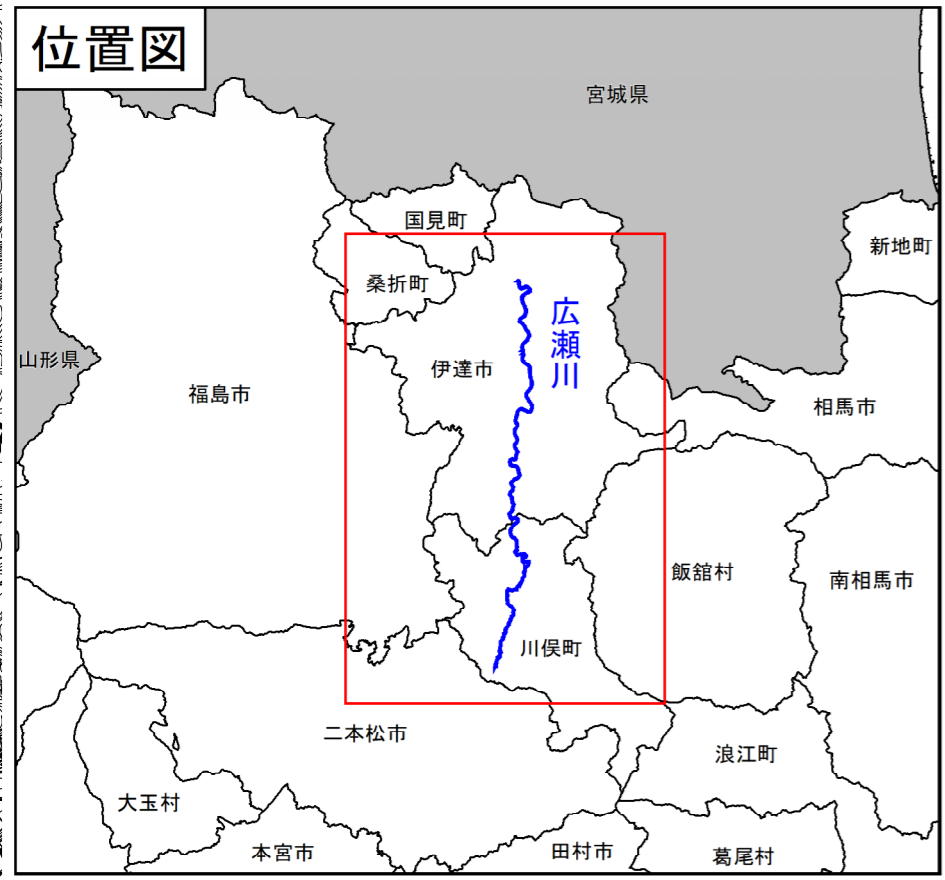 位置図
宮城県
国見町
新地町
桑折町
広瀬川
山形県
伊達市
福島市
相馬市
飯舘村
南相馬市
川俣町
二本松市
浪江町
大玉村
本宮市
田村市
葛尾村